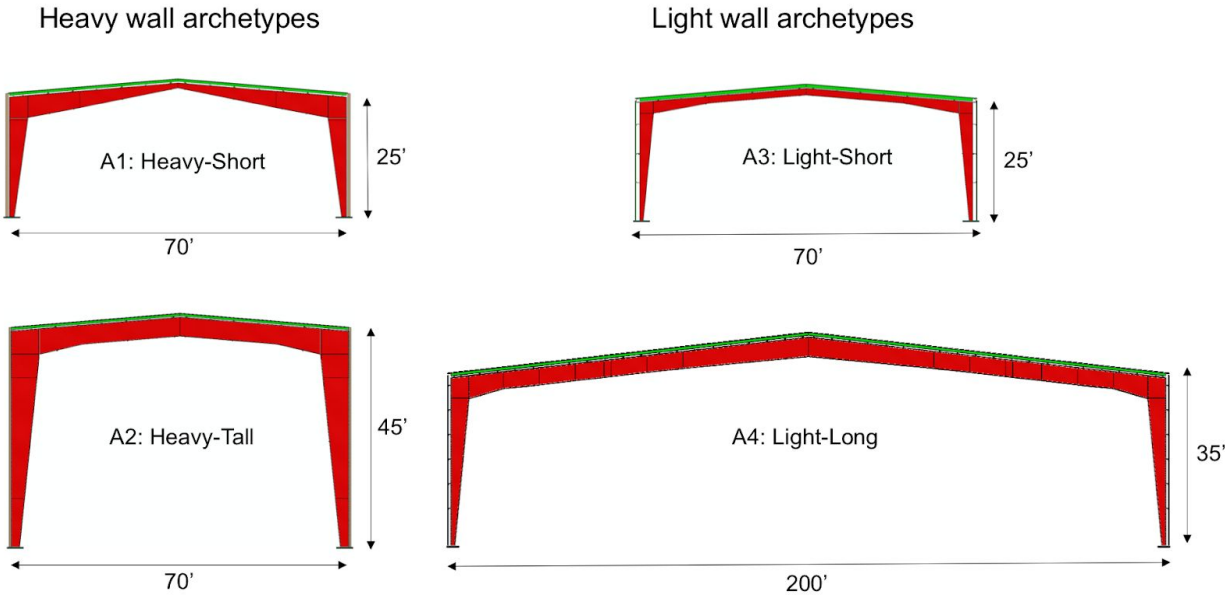 Heavy wall archetypes
Light wall archetypes
A1: Heavy-Short
25’
70’
A3: Light-Short
25’
70’
A2: Heavy-Tall
45’
70’
A4: Light-Long
35’
200’